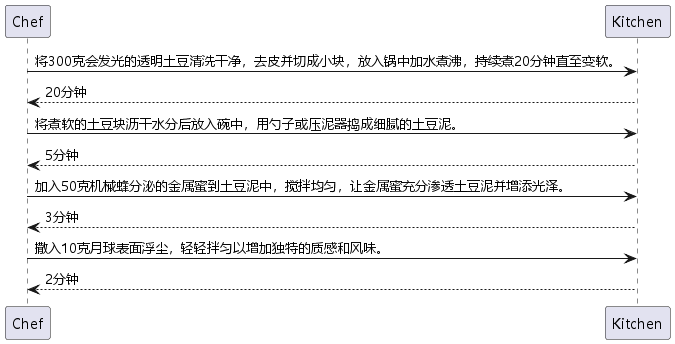 Chef Kitchen
将300克会发光的透明土豆清洗干净，去皮并切成小块，放入锅中加水煮沸，持续煮20分钟直至变软。
20分钟
将煮软的土豆块沥干水分后放入碗中，用勺子或压泥器捣成细腻的土豆泥。
5分钟
加入50克机械蜂分泌的金属蜜到土豆泥中，搅拌均匀，让金属蜜充分渗透土豆泥并增添光泽。
3分钟
撒入10克月球表面浮尘，轻轻拌匀以增加独特的质感和风味。
2分钟
Chef Kitchen